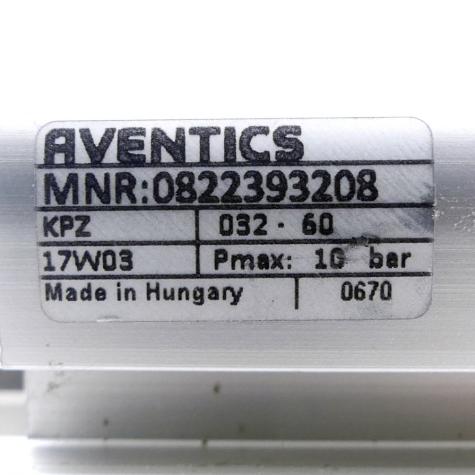 AVENTICS
MNR:0822393208
KPZ 032 - 60
17W03 Pmax: 10 bar
Made in Hungary 0670